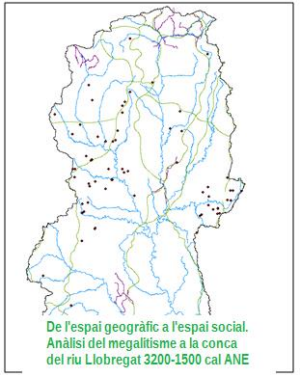 De l'espai geogràfic a l'espai social.
Anàlisi del megalitisme a la conca
del riu Llobregat 3200-1500 cal ANE